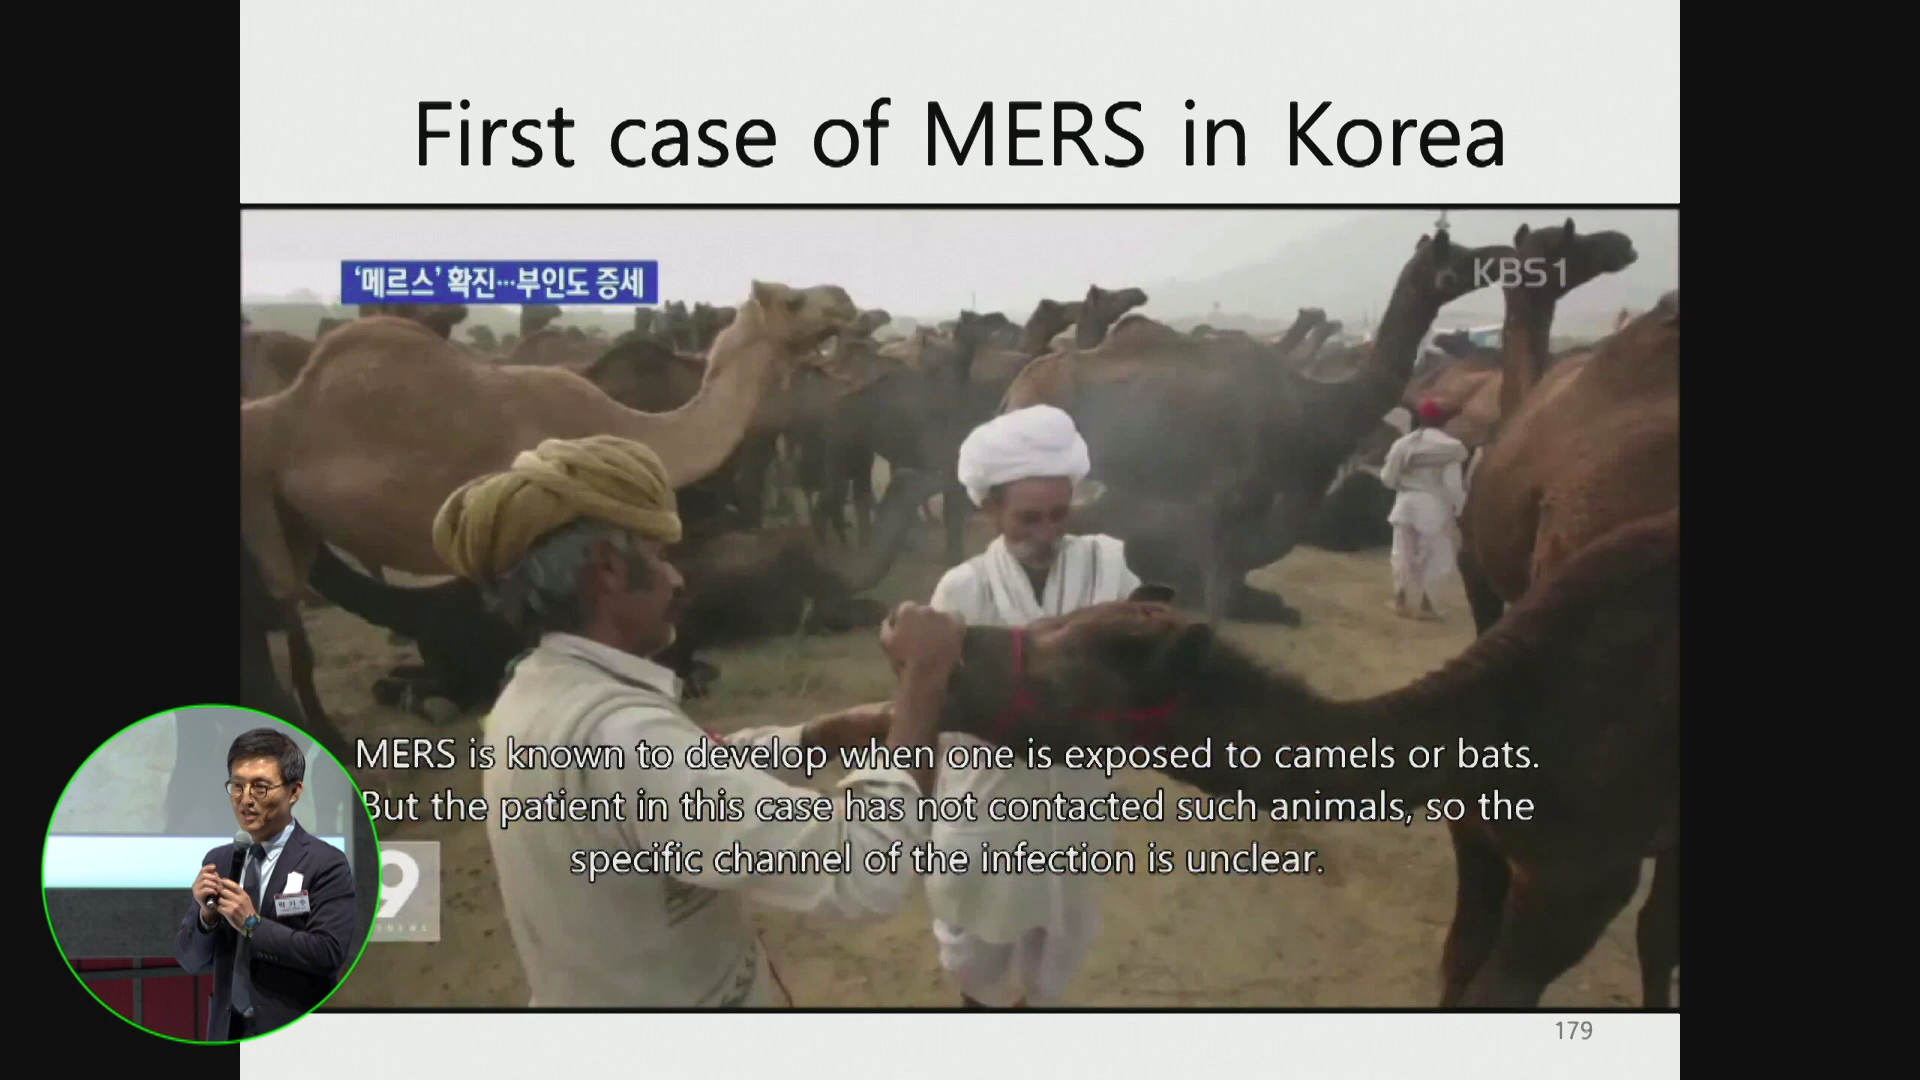 First case of MERS in Korea
'메르스' 확진…부인도 증세
KBS1
MERS is known to develop when one is exposed to camels or bats.
But the patient in this case has not contacted such animals, so the
specific channel of the infection is unclear.
9
NEWS
179